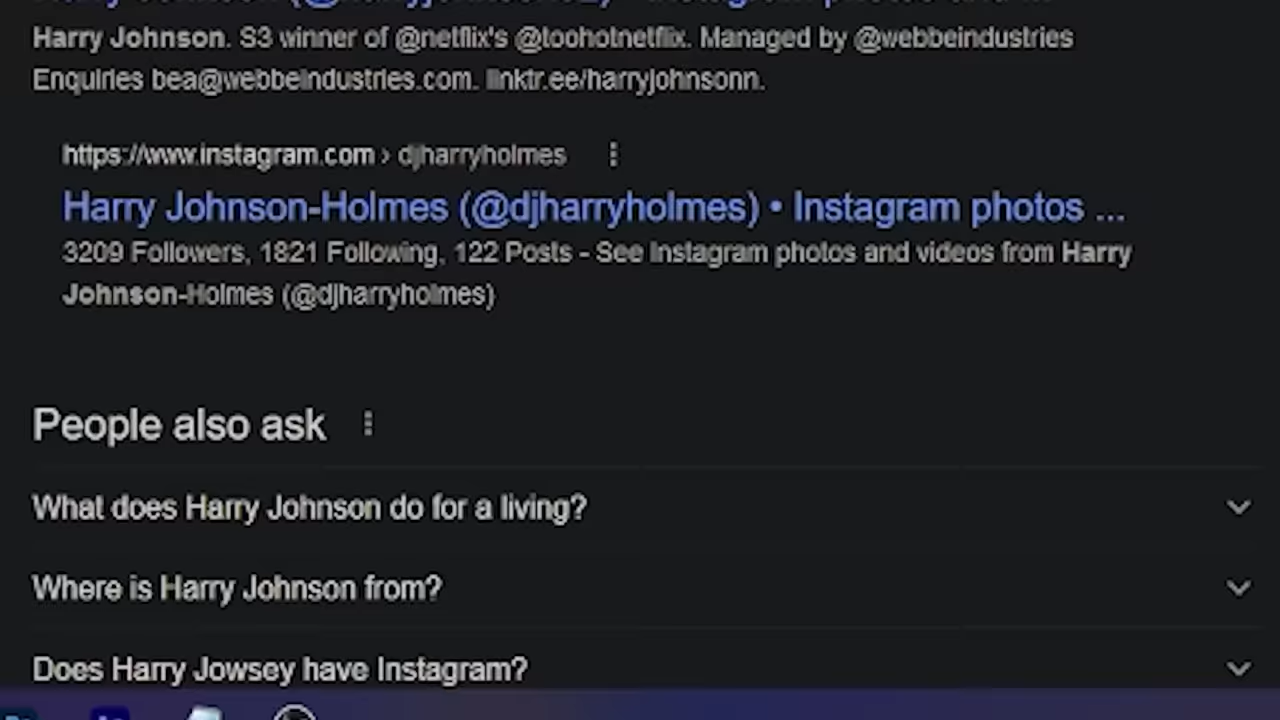 Harry Johnson. S3 winner of @netflix's @toohotnetflix. Managed by @webbeindustries
Enquiries bea@webbeindustries.com. linktr.ee/harryjohnsonn.
https://www.instagram.com › djharryholmes
Harry Johnson-Holmes (@djharryholmes) • Instagram photos ...
3209 Followers, 1821 Following, 122 Posts - See Instagram photos and videos from Harry
Johnson-Holmes (@djharryholmes)
People also ask
What does Harry Johnson do for a living?
Where is Harry Johnson from?
Does Harry Jowsey have Instagram?